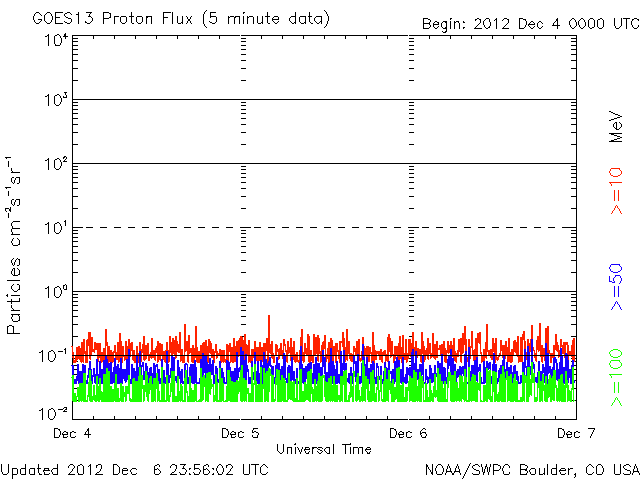 GOES13 Proton Flux (5 minute data)
Begin: 2012 Dec 4 0000 UTC
Particles cm⁻²s⁻¹sr⁻¹
10⁴
10³
10²
10¹
10⁰
10⁻¹
10⁻²
Dec 4
Dec 5
Dec 6
Dec 7
Universal Time
MeV
>=10
>=50
>=100
Updated 2012 Dec 6 23:56:02 UTC
NOAA/SWPC Boulder, CO USA